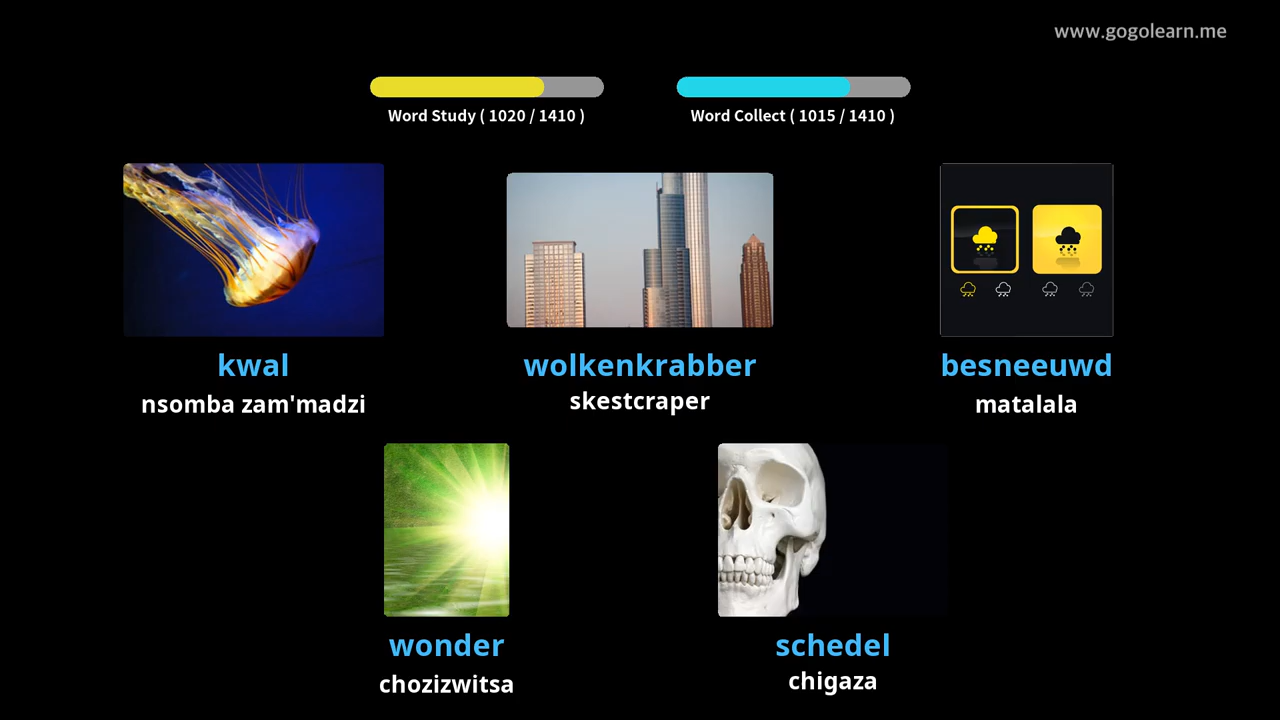 www.gogolearn.me
Word Study ( 1020 / 1410 )
Word Collect ( 1015 / 1410 )
kwal
nsomba zam'madzi
wolkenkrabber
skestcraper
besneeuwd
matalala
wonder
chozizwitsa
schedel
chigaza